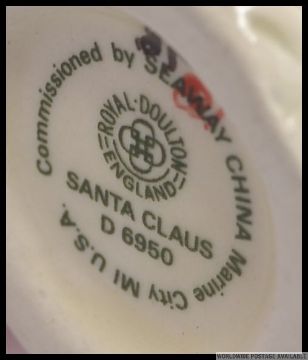 Commissioned by SEAWAY CHINA Marine City MI U.S.A.
ROYAL·DOULTON
ENGLAND
SANTA CLAUS
D 6950
WORLDWIDE POSTAGE AVAILABLE